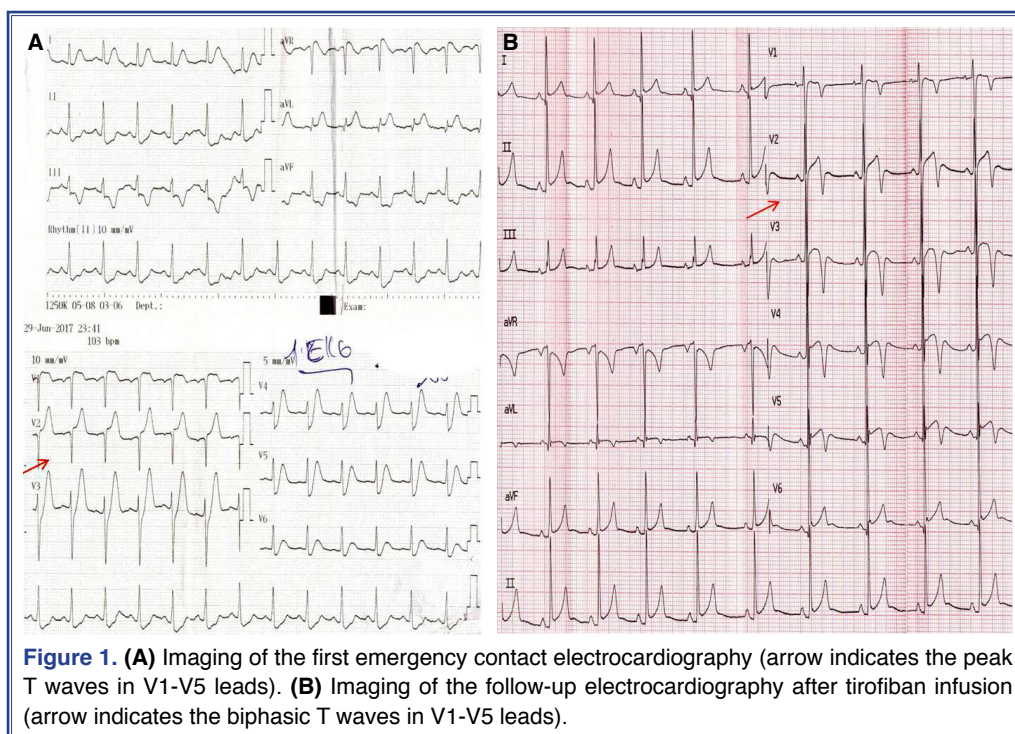 A
I
aVR
II
aVL
III
aVF
Rhythm(II) 10 mm/mV
1250K 05-08 03-06 Dept.: Exam:
29-Jun-2017 23:41
103 bpm
10 mm/mV
5 mm/mV
1. EKG
V4
V2
V5
V3
V6
B
I
V1
II
V2
III
V3
aVR
V4
aVL
V5
aVF
V6
II
Figure 1. (A) Imaging of the first emergency contact electrocardiography (arrow indicates the peak
T waves in V1-V5 leads). (B) Imaging of the follow-up electrocardiography after tirofiban infusion
(arrow indicates the biphasic T waves in V1-V5 leads).